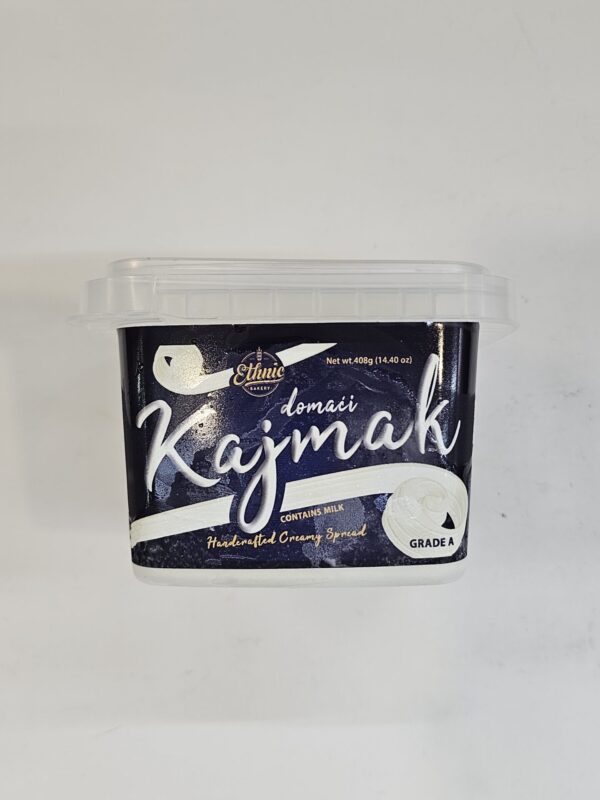 Ethnic
BAKERY
Net wt.408g (14.40 oz)
domaći
Kajmak
CONTAINS MILK
Handcrafted Creamy Spread
GRADE A